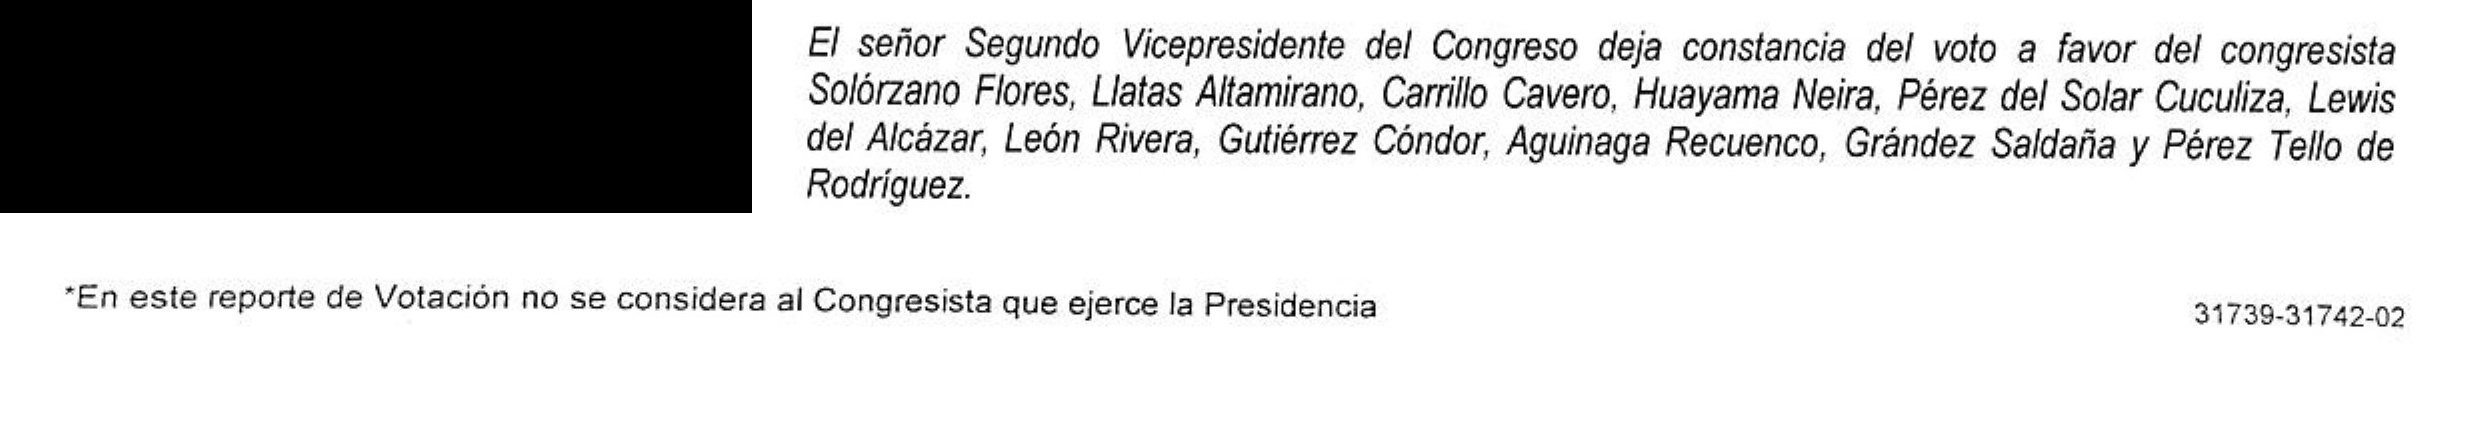 El señor Segundo Vicepresidente del Congreso deja constancia del voto a favor del congresista
Solórzano Flores, Llatas Altamirano, Carrillo Cavero, Huayama Neira, Pérez del Solar Cuculiza, Lewis
del Alcázar, León Rivera, Gutiérrez Cóndor, Aguinaga Recuenco, Grández Saldaña y Pérez Tello de
Rodríguez.
*En este reporte de Votación no se considera al Congresista que ejerce la Presidencia
31739-31742-02